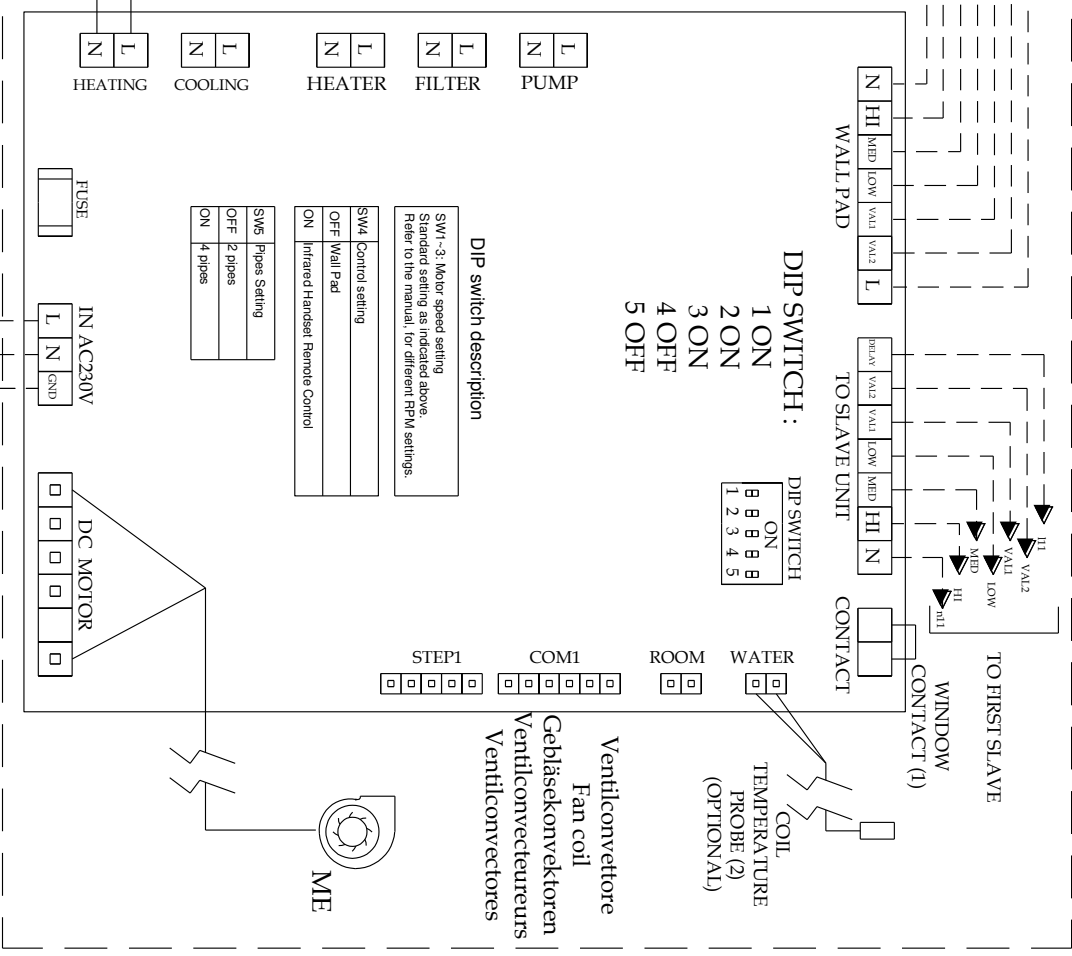 N L
HEATING
N L
COOLING
N L
HEATER
N L
FILTER
N L
PUMP
N HI MED LOW VAL1 VAL2 L
WALL PAD
DELAY VAL2 VAL1 LOW MED HI N
TO SLAVE UNIT
CONTACT
WINDOW
CONTACT (1)
l11
VAL2
VAL1
LOW
MED
HI
n11
TO FIRST SLAVE
DIP SWITCH :
1 ON
2 ON
3 ON
4 OFF
5 OFF
DIP SWITCH
ON
1 2 3 4 5
DIP switch description
SW1~3: Motor speed setting
Standard setting as indicated above.
Refer to the manual, for different RPM settings.
SW4 Control setting
OFF Wall Pad
ON Infrared Handset Remote Control
SW5 Pipes Setting
OFF 2 pipes
ON 4 pipes
FUSE
IN AC230V
L N GND
DC MOTOR
STEP1
COM1
ROOM
WATER
COIL
TEMPERATURE
PROBE (2)
(OPTIONAL)
Ventilconvettore
Fan coil
Gebläsekonvektoren
Ventilconvecteureurs
Ventilconvectores
ME